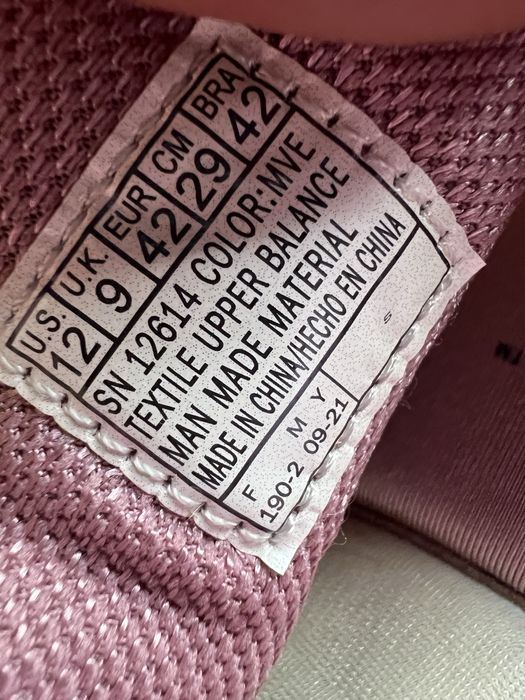 U.S. U.K. EUR CM BRA
12 9 42 29 42
SN 12614 COLOR:MVE
TEXTILE UPPER BALANCE
MAN MADE MATERIAL
MADE IN CHINA/HECHO EN CHINA
F M Y
190-2 09-21
S